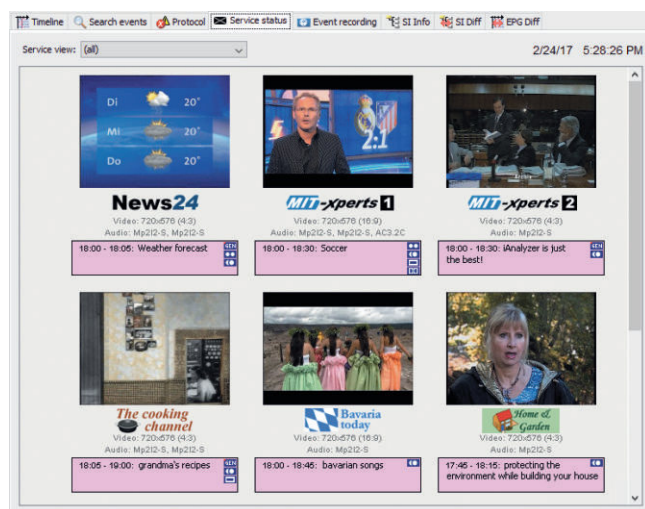 Timeline Search events Protocol Service status Event recording SI Info SI Diff EPG Diff
Service view: (all) 2/24/17 5:28:26 PM
Di 20°
Mi 20°
Do 20°
2:1
News24
Video: 720x576 (4:3)
Audio: Mp2l2-S, Mp2l2-S
18:00 - 18:05: Weather forecast
GEN
MIT-xperts 1
Video: 720x576 (16:9)
Audio: Mp2l2-S, Mp2l2-S, AC3.2C
18:00 - 18:30: Soccer
MIT-xperts 2
Video: 720x576 (4:3)
Audio: Mp2l2-S
18:00 - 18:30: iAnalyzer is just
the best!
GEN
The cooking
channel
Video: 720x576 (4:3)
Audio: Mp2l2-S, Mp2l2-S
18:05 - 19:00: grandma's recipes
GEN
Bavaria
today
Video: 720x576 (16:9)
Audio: Mp2l2-S
18:00 - 18:45: bavarian songs
Home &
Garden
Video: 720x576 (4:3)
Audio: Mp2l2-S
17:45 - 18:15: protecting the
environment while building your house